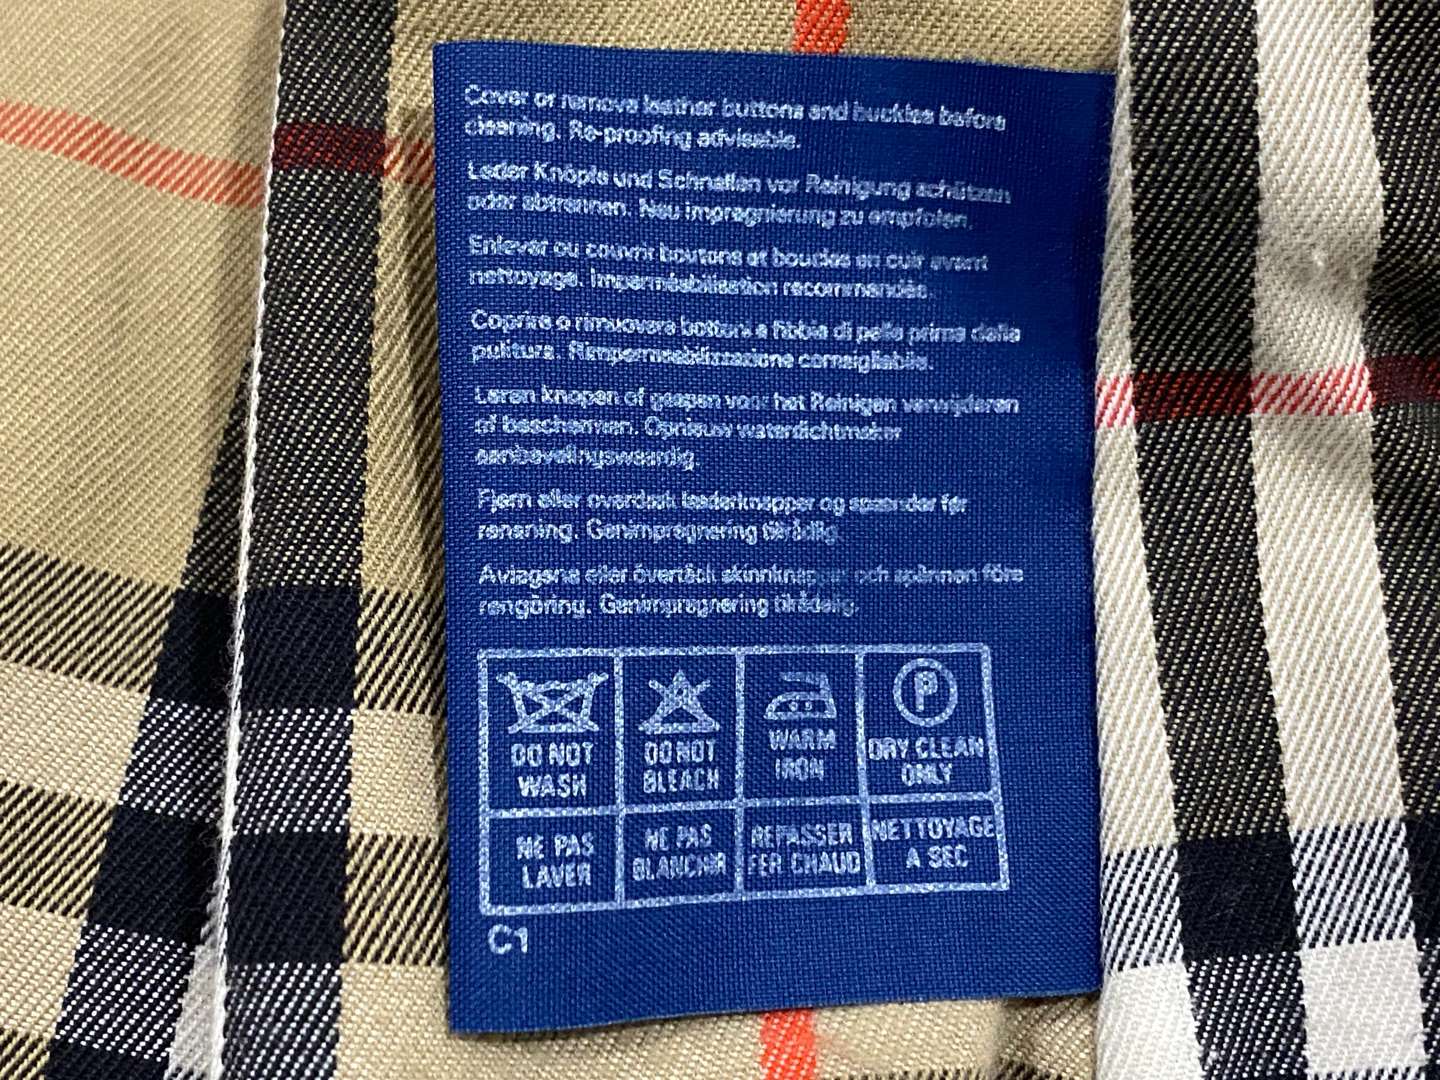 Cover or remove leather buttons and buckles before
cleaning. Re-proofing advisable.
Leder Knöpfe und Schnallen vor Reinigung schützen
oder abtrennen. Neu imprägnierung zu empfolen.
Enlever ou couvrir boutons et boucles en cuir avant
nettoyage. Imperméabilisation recommandée.
Coprire o rimuovere bottoni e fibbie di pelle prima della
pulitura. Rimpermeabilizzazione consigliabile.
Leren knopen of gespen voor het Reinigen verwijderen
of beschermen. Opnieuw waterdichtmaker
aanbevelingswaardig.
Fjern eller overdæk læderknapper og spænder før
rensning. Genimprægnering tilrådlig.
Avlägsna eller övertäck skinnknappar och spännen före
rengöring. Genimpregnering tilrådelig.
DO NOT WASH
DO NOT BLEACH
WARM IRON
P
DRY CLEAN ONLY
NE PAS LAVER
NE PAS BLANCHIR
REPASSER FER CHAUD
NETTOYAGE A SEC
C1